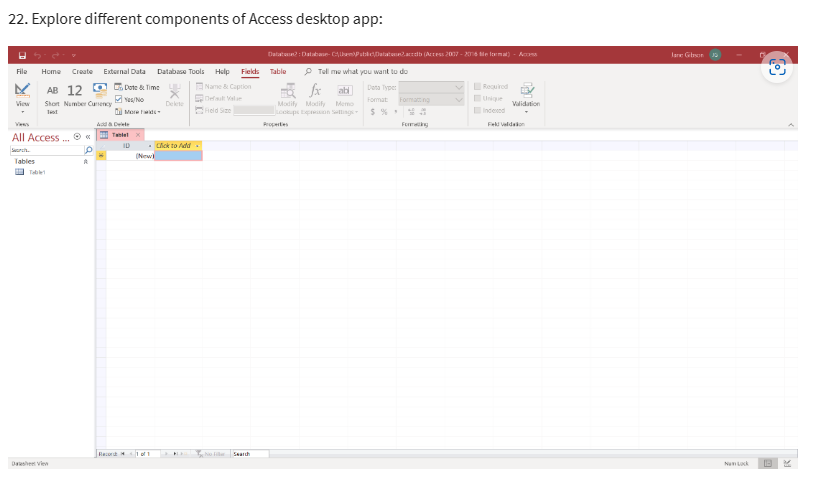 22. Explore different components of Access desktop app:
Database2 : Database- C:\Users\Public\Database2.accdb (Access 2007 - 2016 file format) - Access
Jane Gibson JG
File Home Create External Data Database Tools Help Fields Table Tell me what you want to do
View
AB Short Text
12 Number
Currency
Date & Time
Yes/No
More Fields
Delete
Name & Caption
Default Value
Field Size
Modify Lookups
fx Modify Expression
ab Memo Settings
Data Type:
Format: Formatting
$ %
Required
Unique
Indexed
Validation
Views Add & Delete Properties Formatting Field Validation
All Access ... «
Search..
Tables
Table1
Table1 ×
ID Click to Add
(New)
Record: 1 of 1 No Filter Search
Datasheet View Num Lock